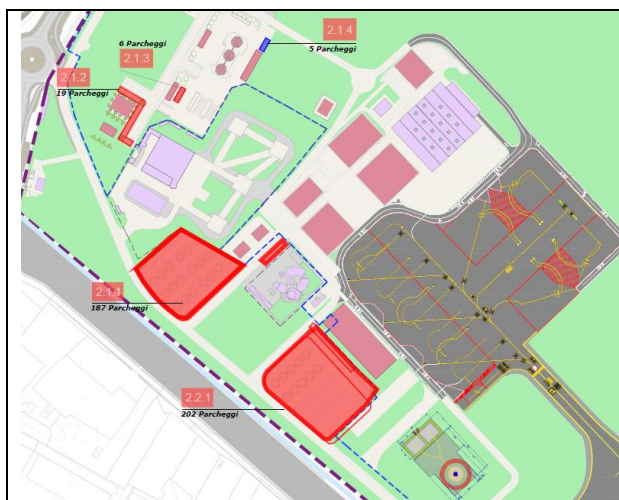 2.1.4
6 Parcheggi
5 Parcheggi
2.1.3
2.1.2
19 Parcheggi
2.1.1
187 Parcheggi
2.2.1
202 Parcheggi